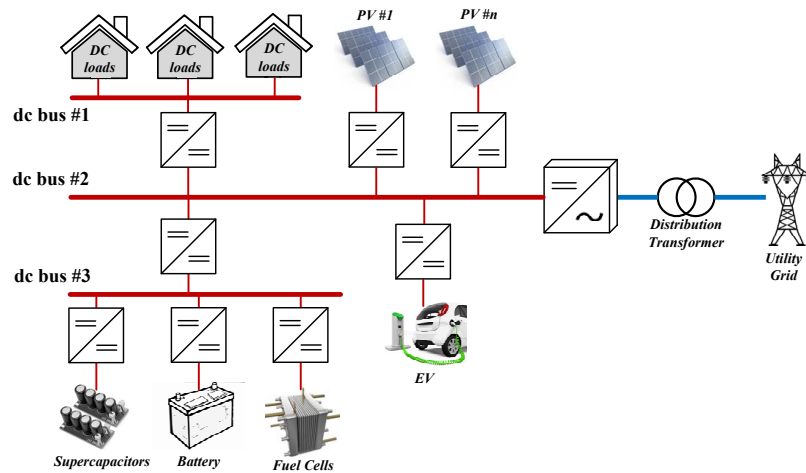 PV #1
PV #n
DC
loads
DC
loads
DC
loads
dc bus #1
dc bus #2
Distribution
Transformer
Utility
Grid
dc bus #3
EV
Supercapacitors
Battery
Fuel Cells